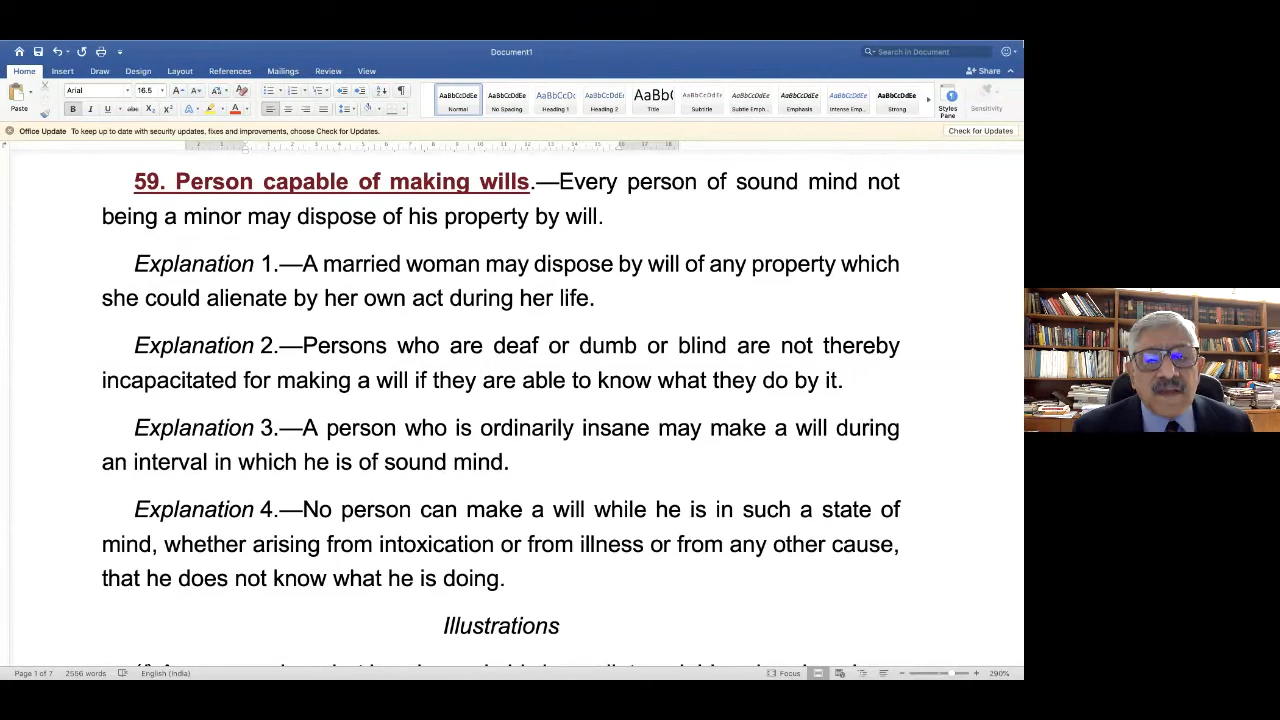 Document1
Search in Document
Home Insert Draw Design Layout References Mailings Review View
Share
Paste
Arial 16.5
AaBbCcDdEe AaBbCcDdEe AaBbCcDc AaBbCcDdEe AaBb( AaBbCcDdEe AaBbCcDdEe AaBbCcDdEe AaBbCcDdEe AaBbCcDdEe
Normal No Spacing Heading 1 Heading 2 Title Subtitle Subtle Emph... Emphasis Intense Emp... Strong
Styles Pane
Sensitivity
Office Update To keep up to date with security updates, fixes and improvements, choose Check for Updates.
Check for Updates
59. Person capable of making wills.—Every person of sound mind not
being a minor may dispose of his property by will.
Explanation 1.—A married woman may dispose by will of any property which
she could alienate by her own act during her life.
Explanation 2.—Persons who are deaf or dumb or blind are not thereby
incapacitated for making a will if they are able to know what they do by it.
Explanation 3.—A person who is ordinarily insane may make a will during
an interval in which he is of sound mind.
Explanation 4.—No person can make a will while he is in such a state of
mind, whether arising from intoxication or from illness or from any other cause,
that he does not know what he is doing.
Illustrations
Page 1 of 7 2556 words English (India)
Focus
290%